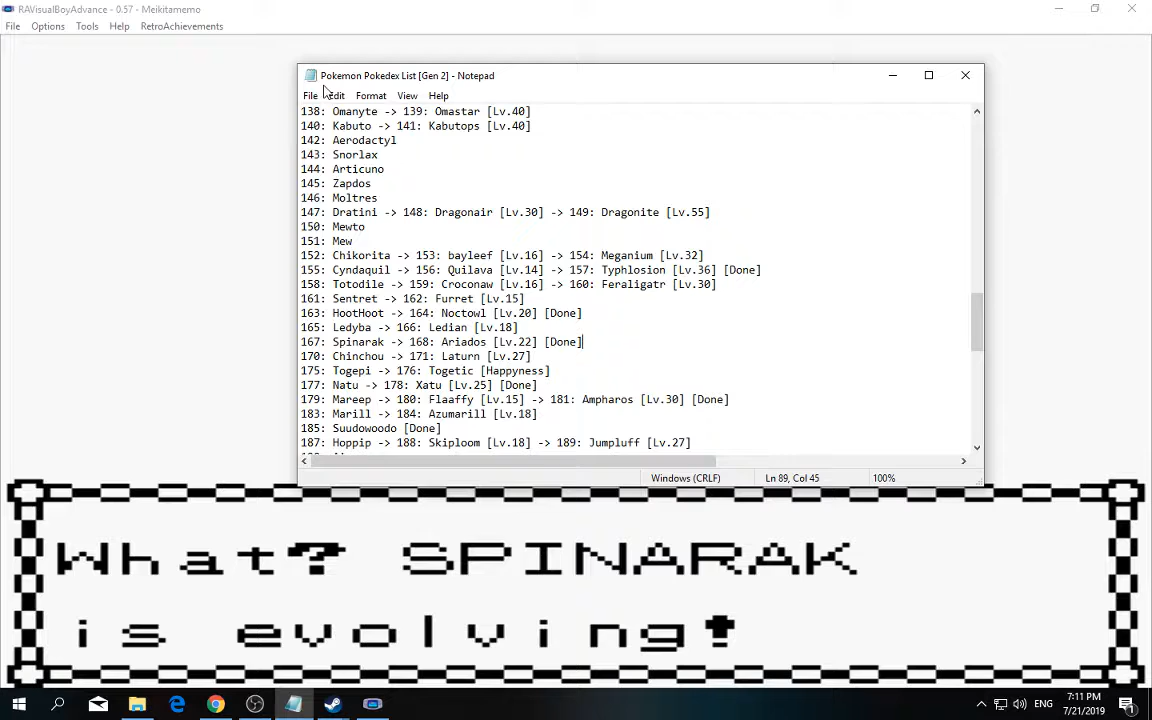 RAVisualBoyAdvance - 0.57 - Meikitamemo
File Options Tools Help RetroAchievements
Pokemon Pokedex List [Gen 2] - Notepad
File Edit Format View Help
138: Omanyte -> 139: Omastar [Lv.40]
140: Kabuto -> 141: Kabutops [Lv.40]
142: Aerodactyl
143: Snorlax
144: Articuno
145: Zapdos
146: Moltres
147: Dratini -> 148: Dragonair [Lv.30] -> 149: Dragonite [Lv.55]
150: Mewto
151: Mew
152: Chikorita -> 153: bayleef [Lv.16] -> 154: Meganium [Lv.32]
155: Cyndaquil -> 156: Quilava [Lv.14] -> 157: Typhlosion [Lv.36] [Done]
158: Totodile -> 159: Croconaw [Lv.16] -> 160: Feraligatr [Lv.30]
161: Sentret -> 162: Furret [Lv.15]
163: HootHoot -> 164: Noctowl [Lv.20] [Done]
165: Ledyba -> 166: Ledian [Lv.18]
167: Spinarak -> 168: Ariados [Lv.22] [Done]
170: Chinchou -> 171: Laturn [Lv.27]
175: Togepi -> 176: Togetic [Happyness]
177: Natu -> 178: Xatu [Lv.25] [Done]
179: Mareep -> 180: Flaaffy [Lv.15] -> 181: Ampharos [Lv.30] [Done]
183: Marill -> 184: Azumarill [Lv.18]
185: Suudowoodo [Done]
187: Hoppip -> 188: Skiploom [Lv.18] -> 189: Jumpluff [Lv.27]
Windows (CRLF) Ln 89, Col 45 100%
What? SPINARAK
is evolving!
ENG
7:11 PM
7/21/2019
1